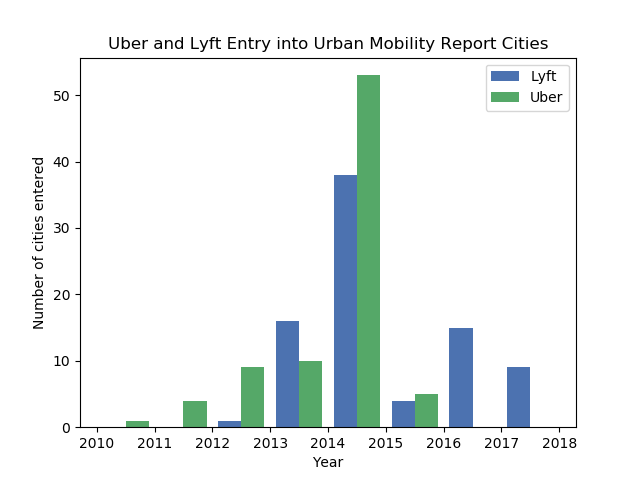 Uber and Lyft Entry into Urban Mobility Report Cities
Lyft
Uber
Number of cities entered
50
40
30
20
10
0
2010 2011 2012 2013 2014 2015 2016 2017 2018
Year